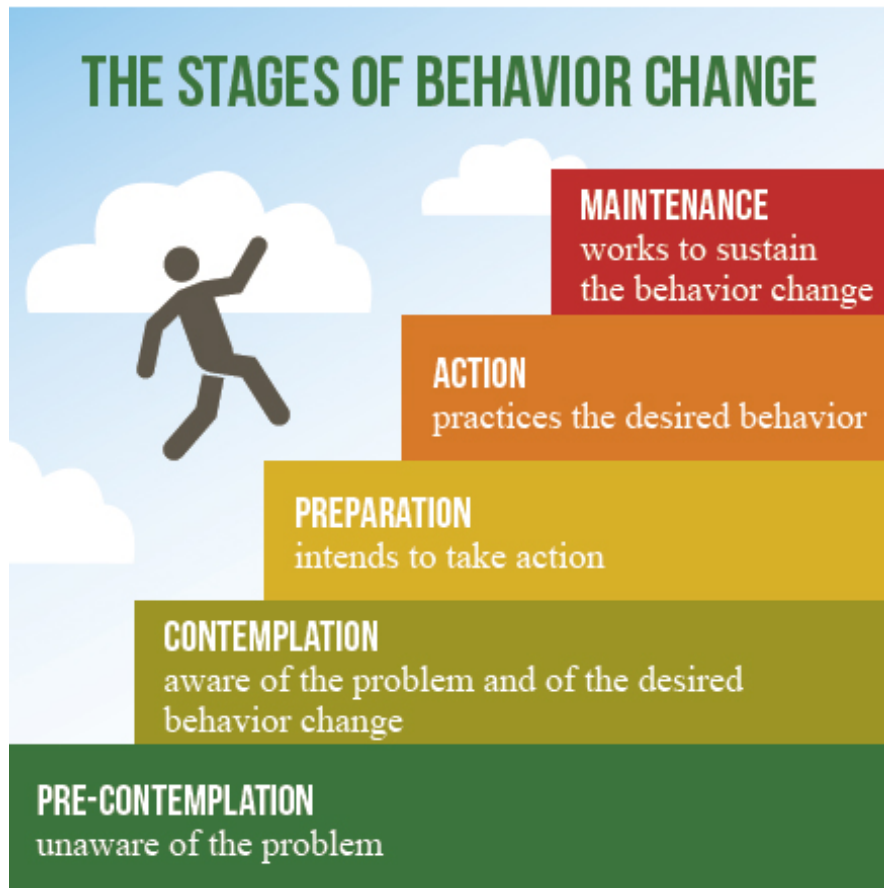 THE STAGES OF BEHAVIOR CHANGE
MAINTENANCE
works to sustain
the behavior change
ACTION
practices the desired behavior
PREPARATION
intends to take action
CONTEMPLATION
aware of the problem and of the desired
behavior change
PRE-CONTEMPLATION
unaware of the problem